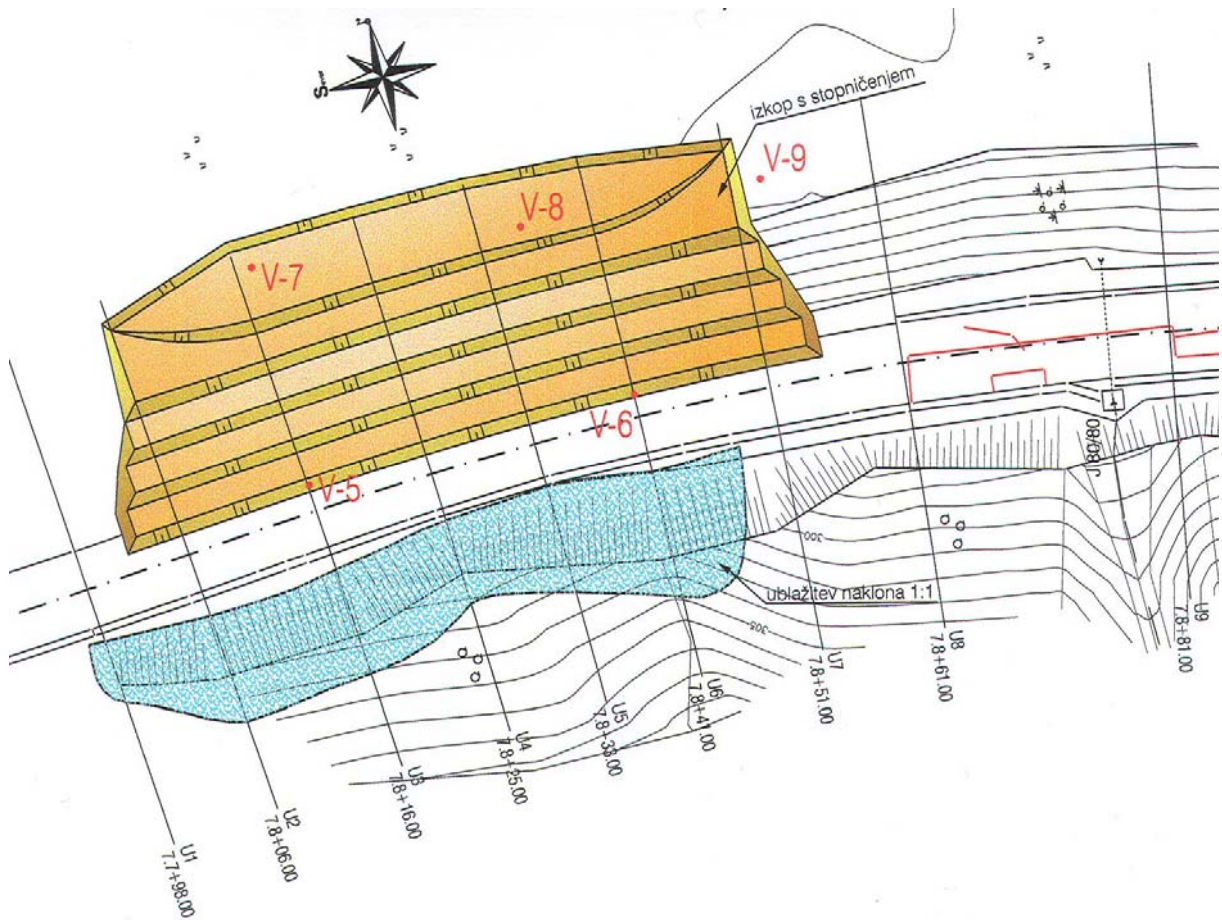 S
izkop s stopničenjem
V-9
V-8
V-7
V-6
V-5
JR 80/80
300
ublažitev naklona 1:1
305
U9
7.8+81.00
U8
7.8+61.00
U7
7.8+51.00
U6
7.8+41.00
U5
7.8+33.00
U4
7.8+25.00
U3
7.8+16.00
U2
7.8+06.00
U1
7.7+98.00